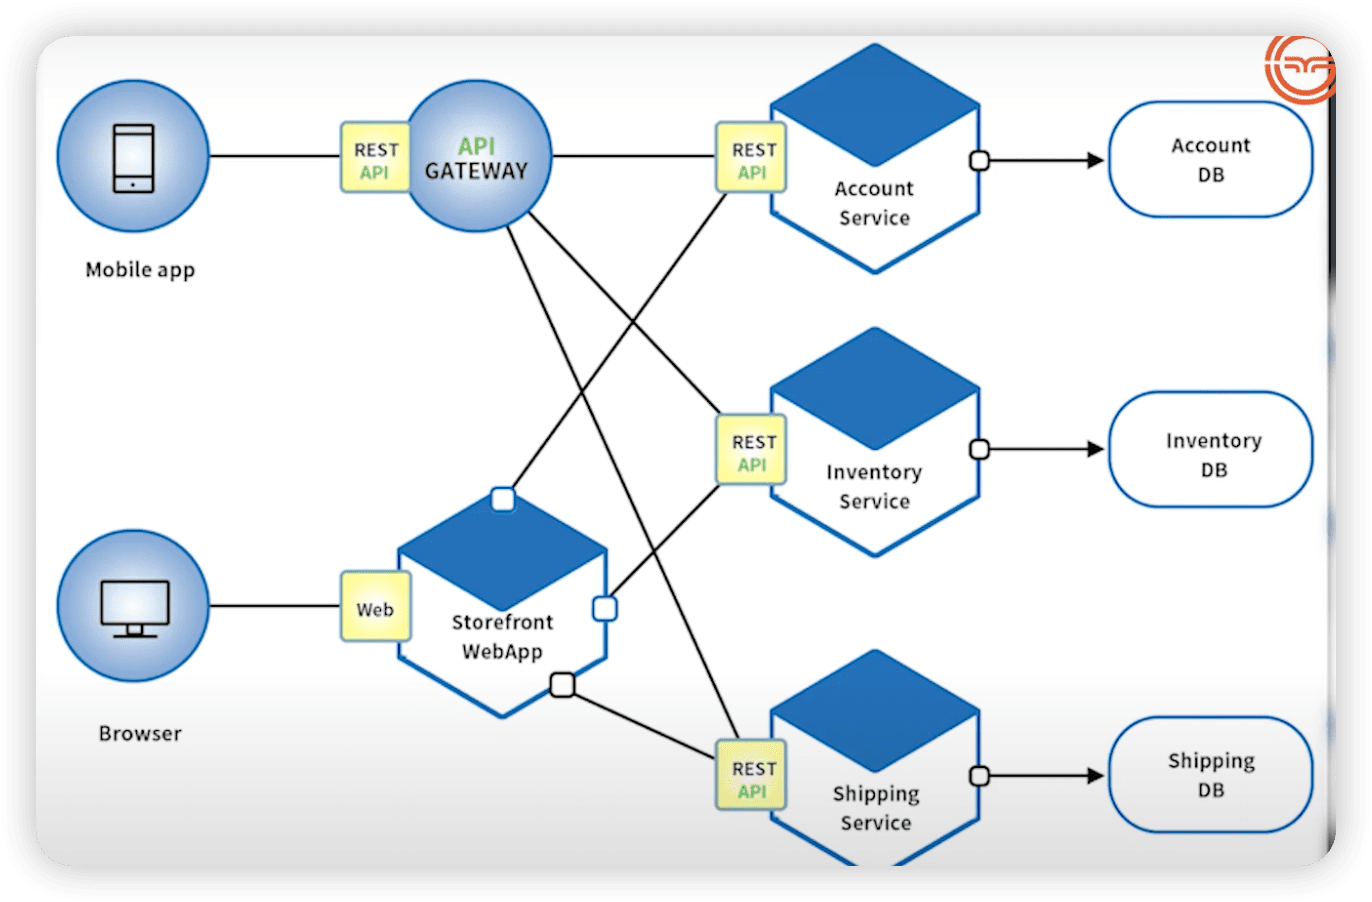 REST
API
API
GATEWAY
REST
API
Account
Service
Account
DB
Mobile app
REST
API
Inventory
Service
Inventory
DB
Web
Storefront
WebApp
Browser
REST
API
Shipping
Service
Shipping
DB